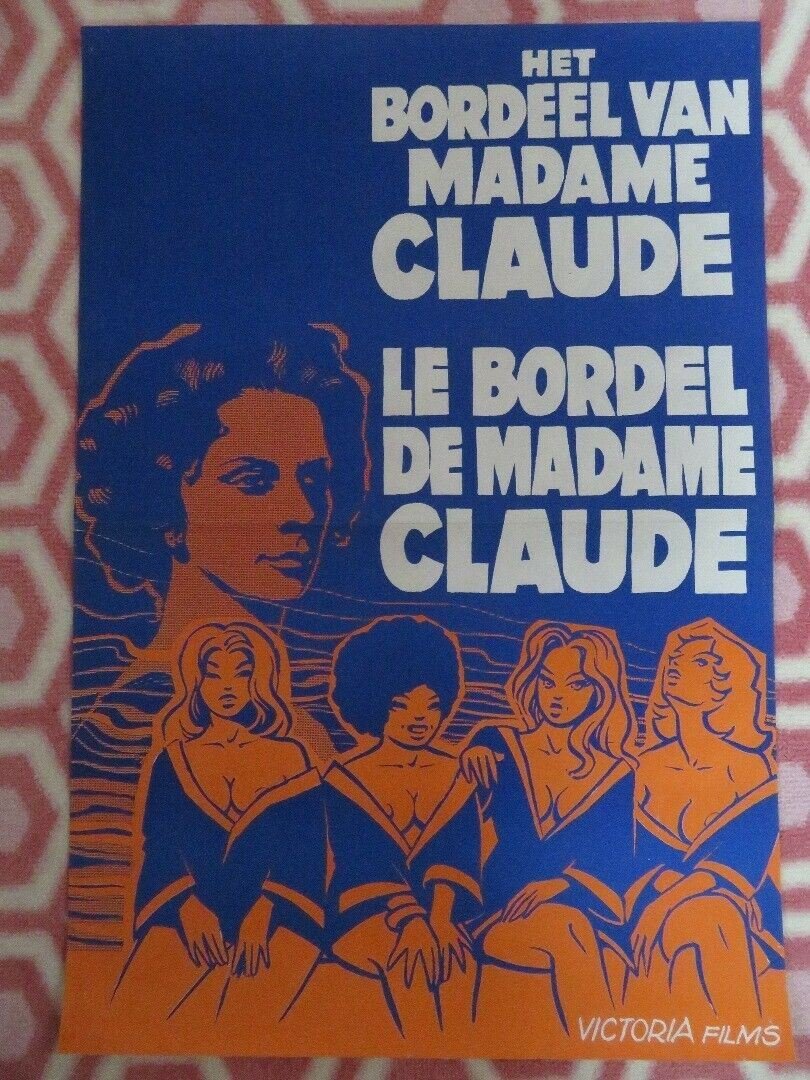 HET
BORDEEL VAN
MADAME
CLAUDE
LE BORDEL
DE MADAME
CLAUDE
VICTORIA FILMS